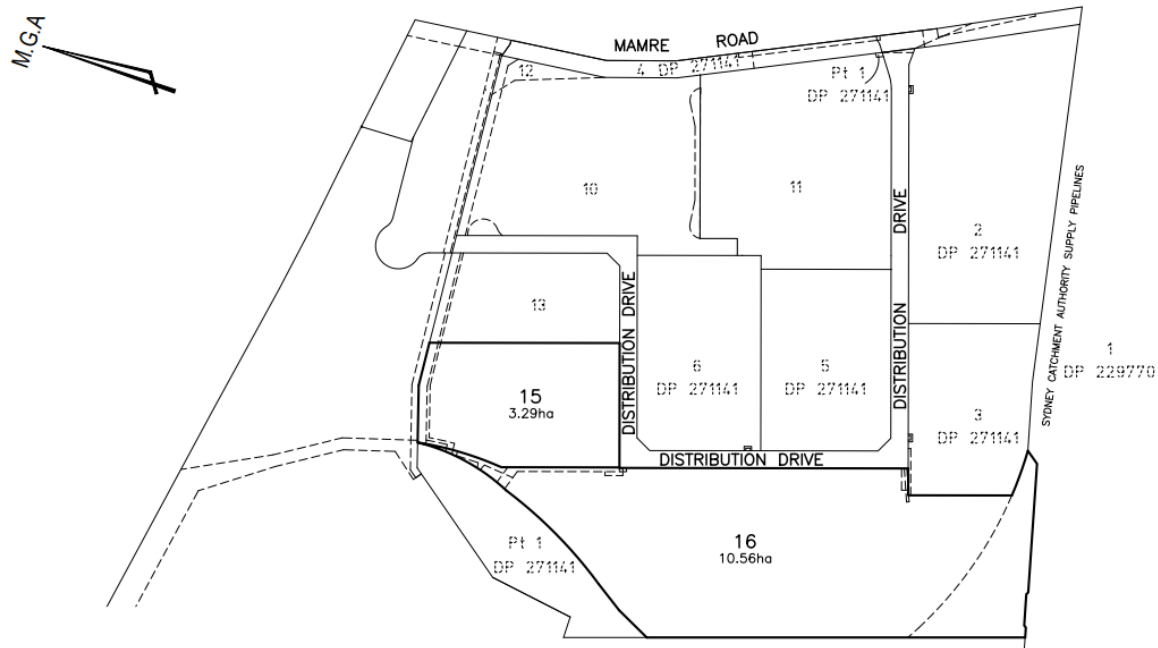 M.G.A
MAMRE ROAD
4 DP 271141
12
Pt 1
DP 271141
10
11
DISTRIBUTION DRIVE
2
DP 271141
SYDNEY CATCHMENT AUTHORITY SUPPLY PIPELINES
1
DP 229770
13
DISTRIBUTION DRIVE
6
DP 271141
5
DP 271141
3
DP 271141
15
3.29ha
DISTRIBUTION DRIVE
16
10.56ha
Pt 1
DP 271141